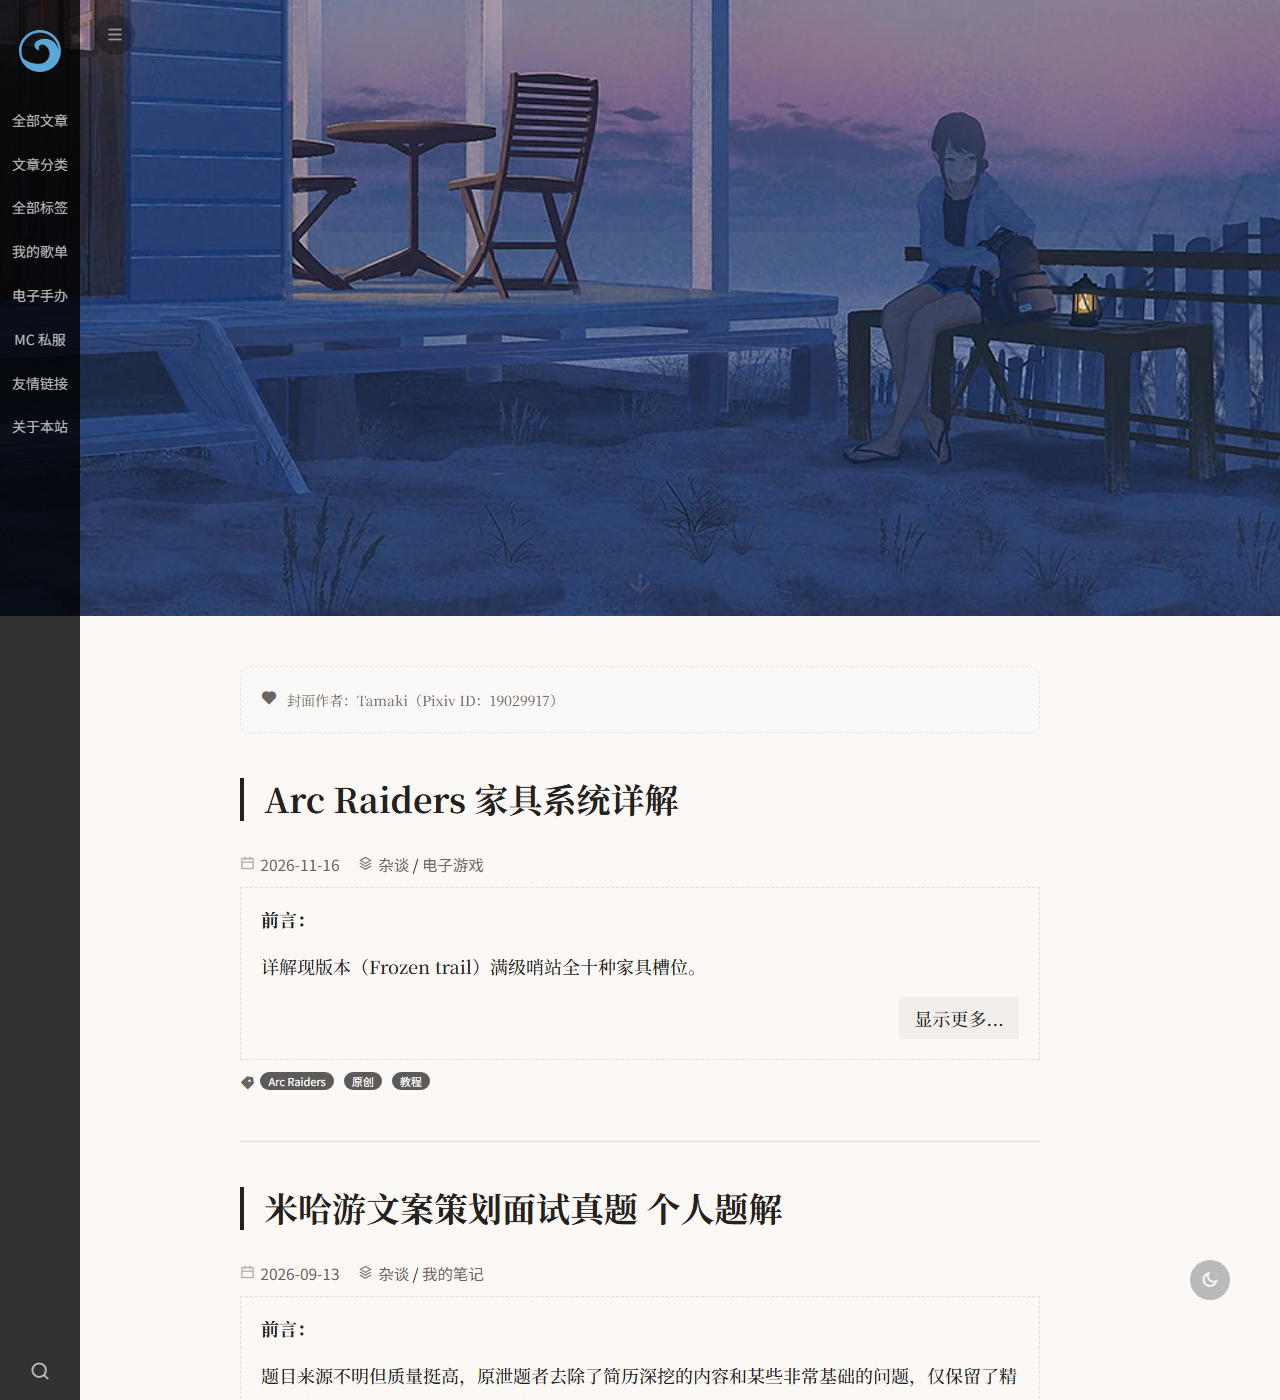 全部文章
文章分类
全部标签
我的歌单
电子手办
MC 私服
友情链接
关于本站
封面作者：Tamaki（Pixiv ID：19029917）
Arc Raiders 家具系统详解
2026-11-16 杂谈 / 电子游戏
前言：
详解现版本（Frozen trail）满级哨站全十种家具槽位。
显示更多...
Arc Raiders 原创 教程
米哈游文案策划面试真题 个人题解
2026-09-13 杂谈 / 我的笔记
前言：
题目来源不明但质量挺高，原泄题者去除了简历深挖的内容和某些非常基础的问题，仅保留了精